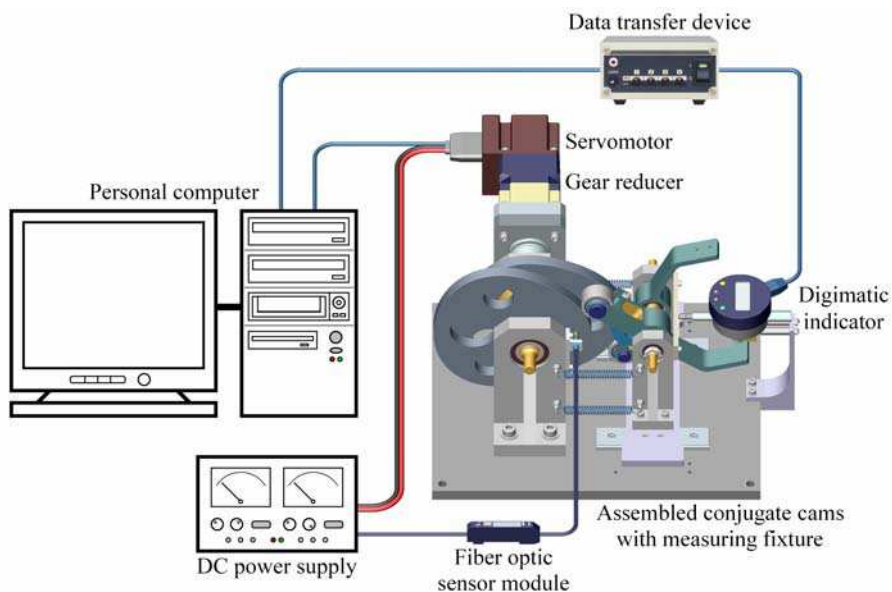 Data transfer device
Servomotor
Gear reducer
Personal computer
Digimatic
indicator
Assembled conjugate cams
with measuring fixture
DC power supply
Fiber optic
sensor module